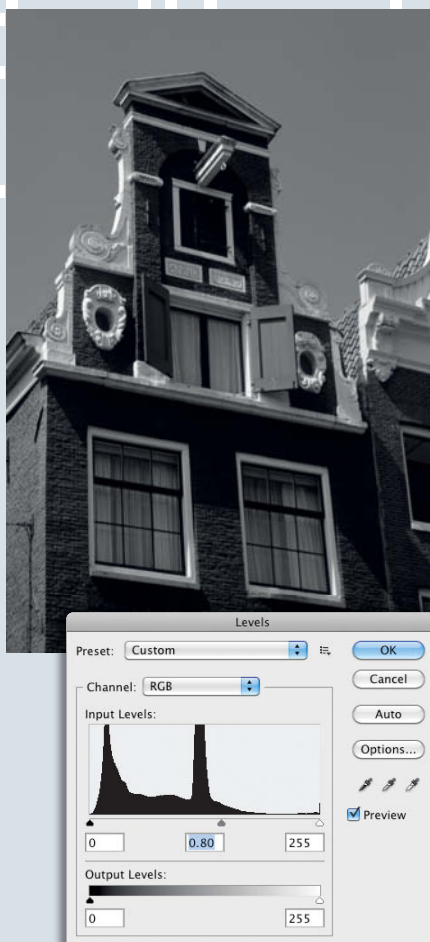 Levels
Preset: Custom
OK
Channel: RGB
Cancel
Input Levels:
Auto
Options...
Preview
0 0.80 255
Output Levels:
0 255